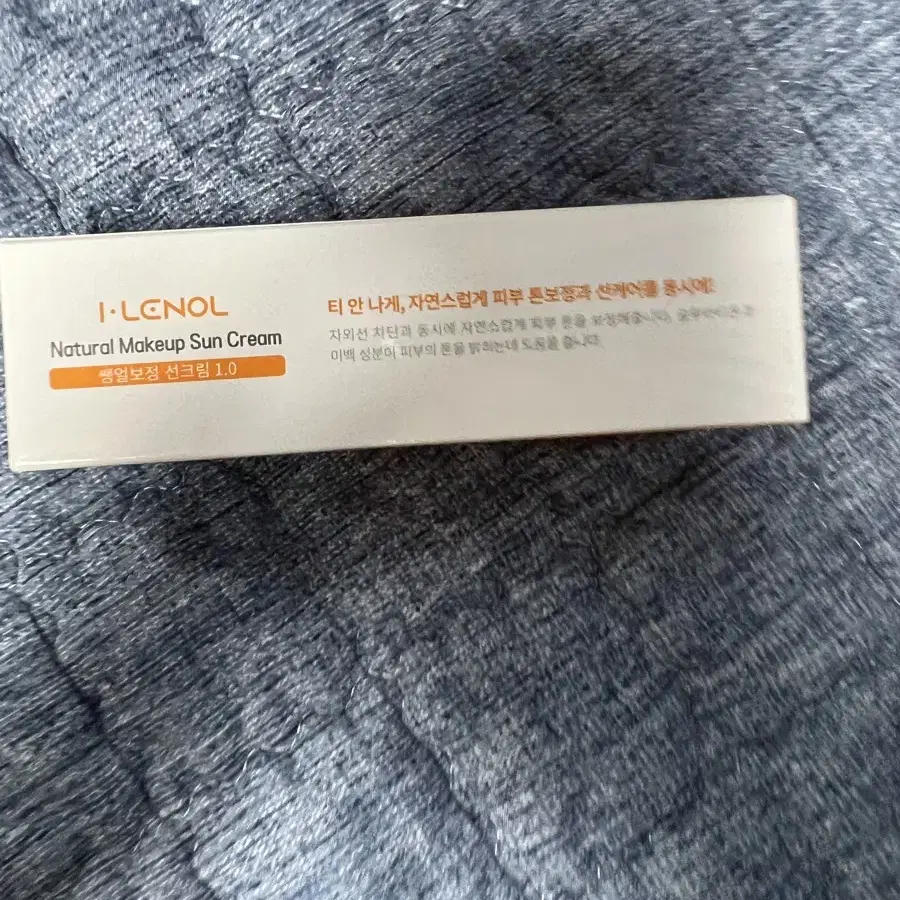 I·LENOL
Natural Makeup Sun Cream
쌩얼보정 선크림 1.0
티 안 나게, 자연스럽게 피부 톤보정과 선케어를 동시에!
자외선 차단과 동시에 자연스럽게 피부 톤을 보정해줍니다.
미백 성분이 피부의 톤을 밝히는데 도움을 줍니다.